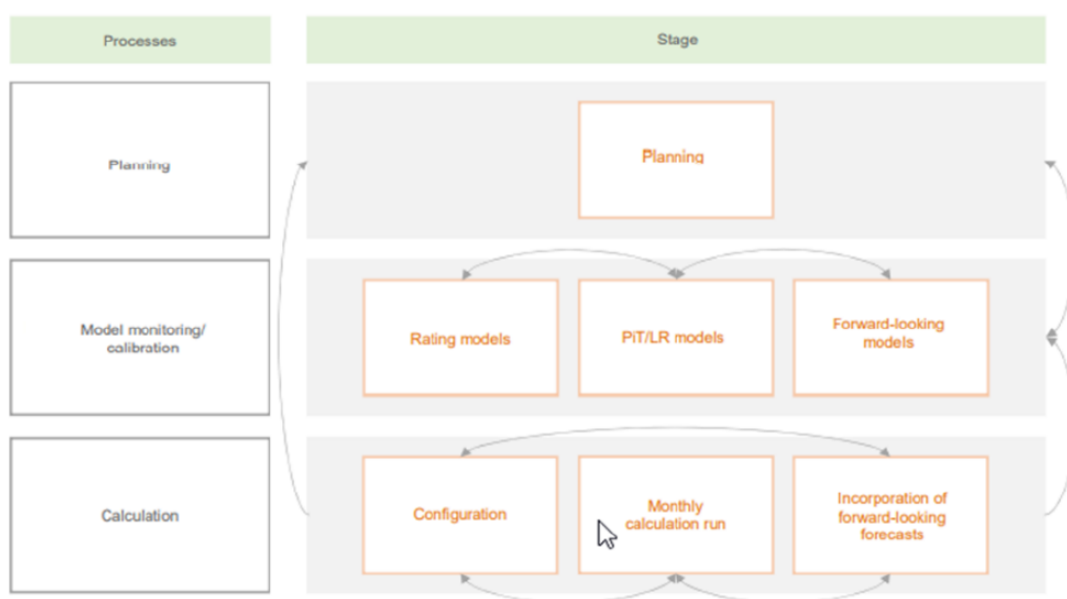 Processes
Stage
Planning
Planning
Model monitoring/
calibration
Rating models
PiT/LR models
Forward-looking
models
Calculation
Configuration
Monthly
calculation run
Incorporation of
forward-looking
forecasts